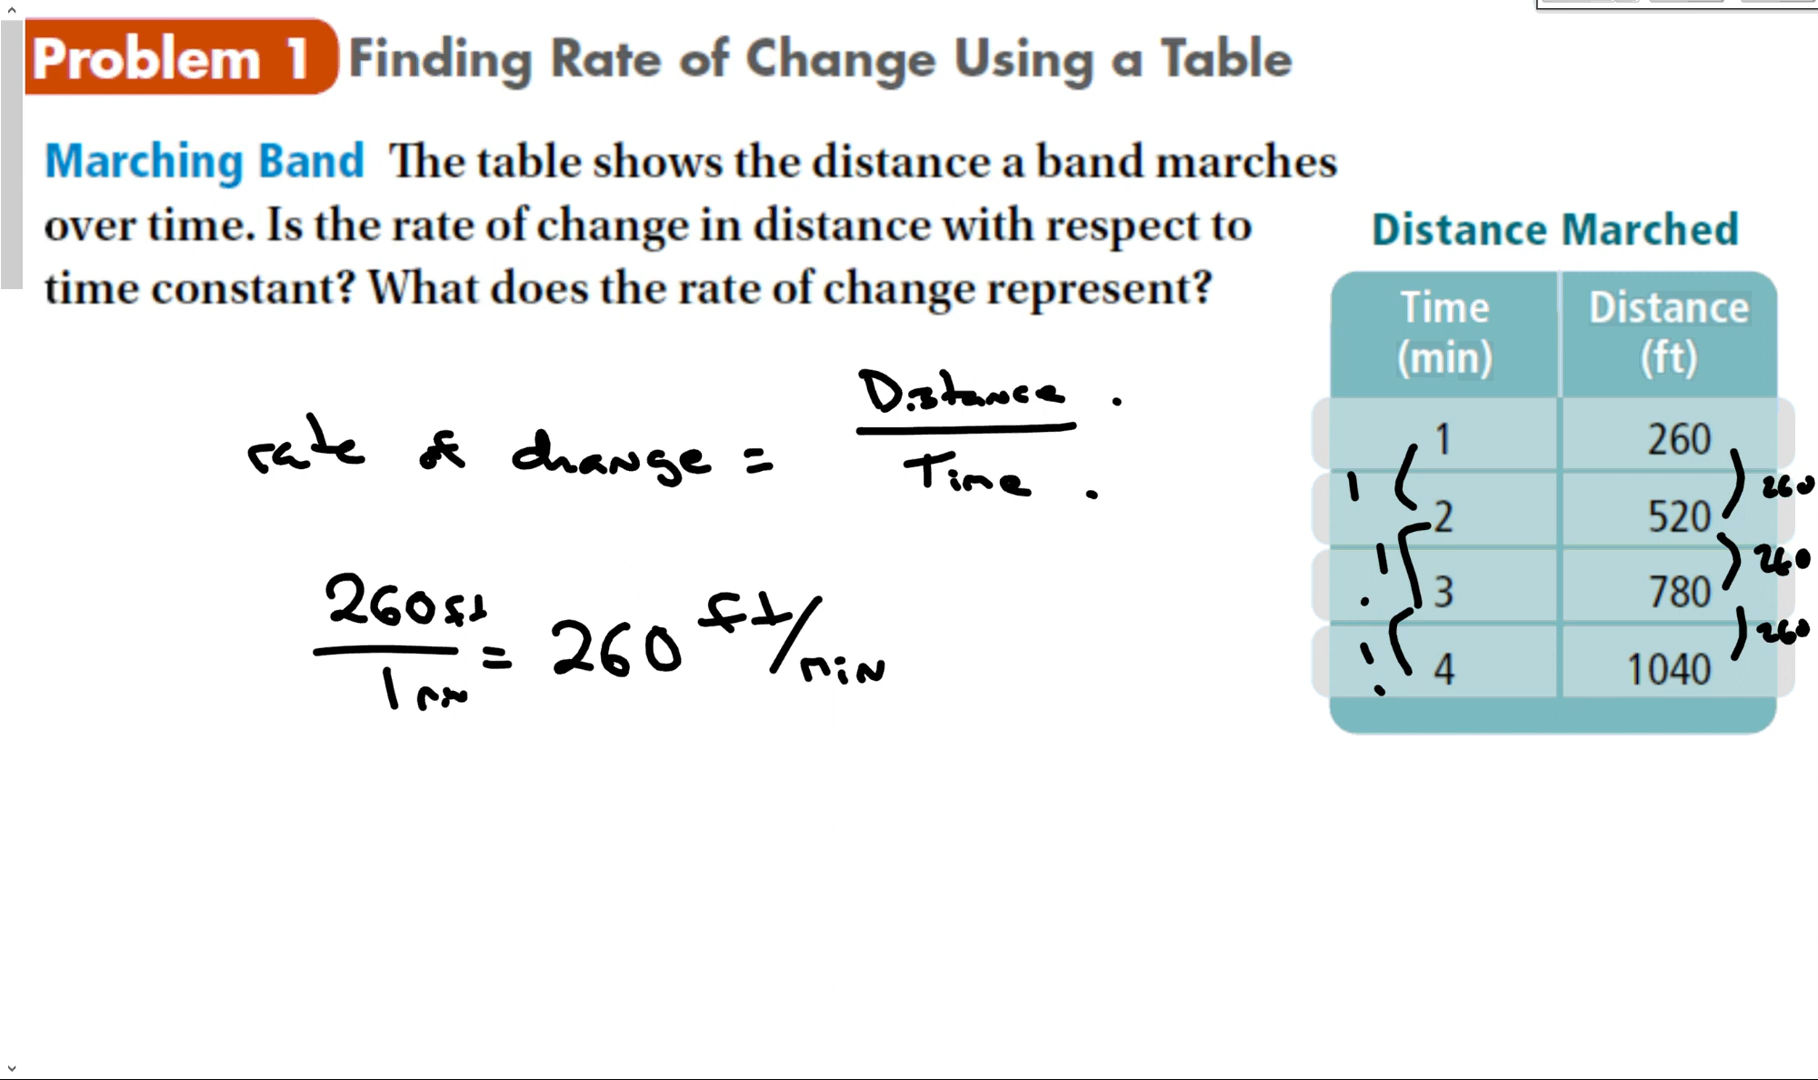 Problem 1 Finding Rate of Change Using a Table
Marching Band The table shows the distance a band marches
over time. Is the rate of change in distance with respect to
time constant? What does the rate of change represent?
rate of change = Distance / Time
260ft / 1 min = 260 ft/min
Distance Marched
Time (min) Distance (ft)
1 260
1 260
2 520
1 260
3 780
1 260
4 1040